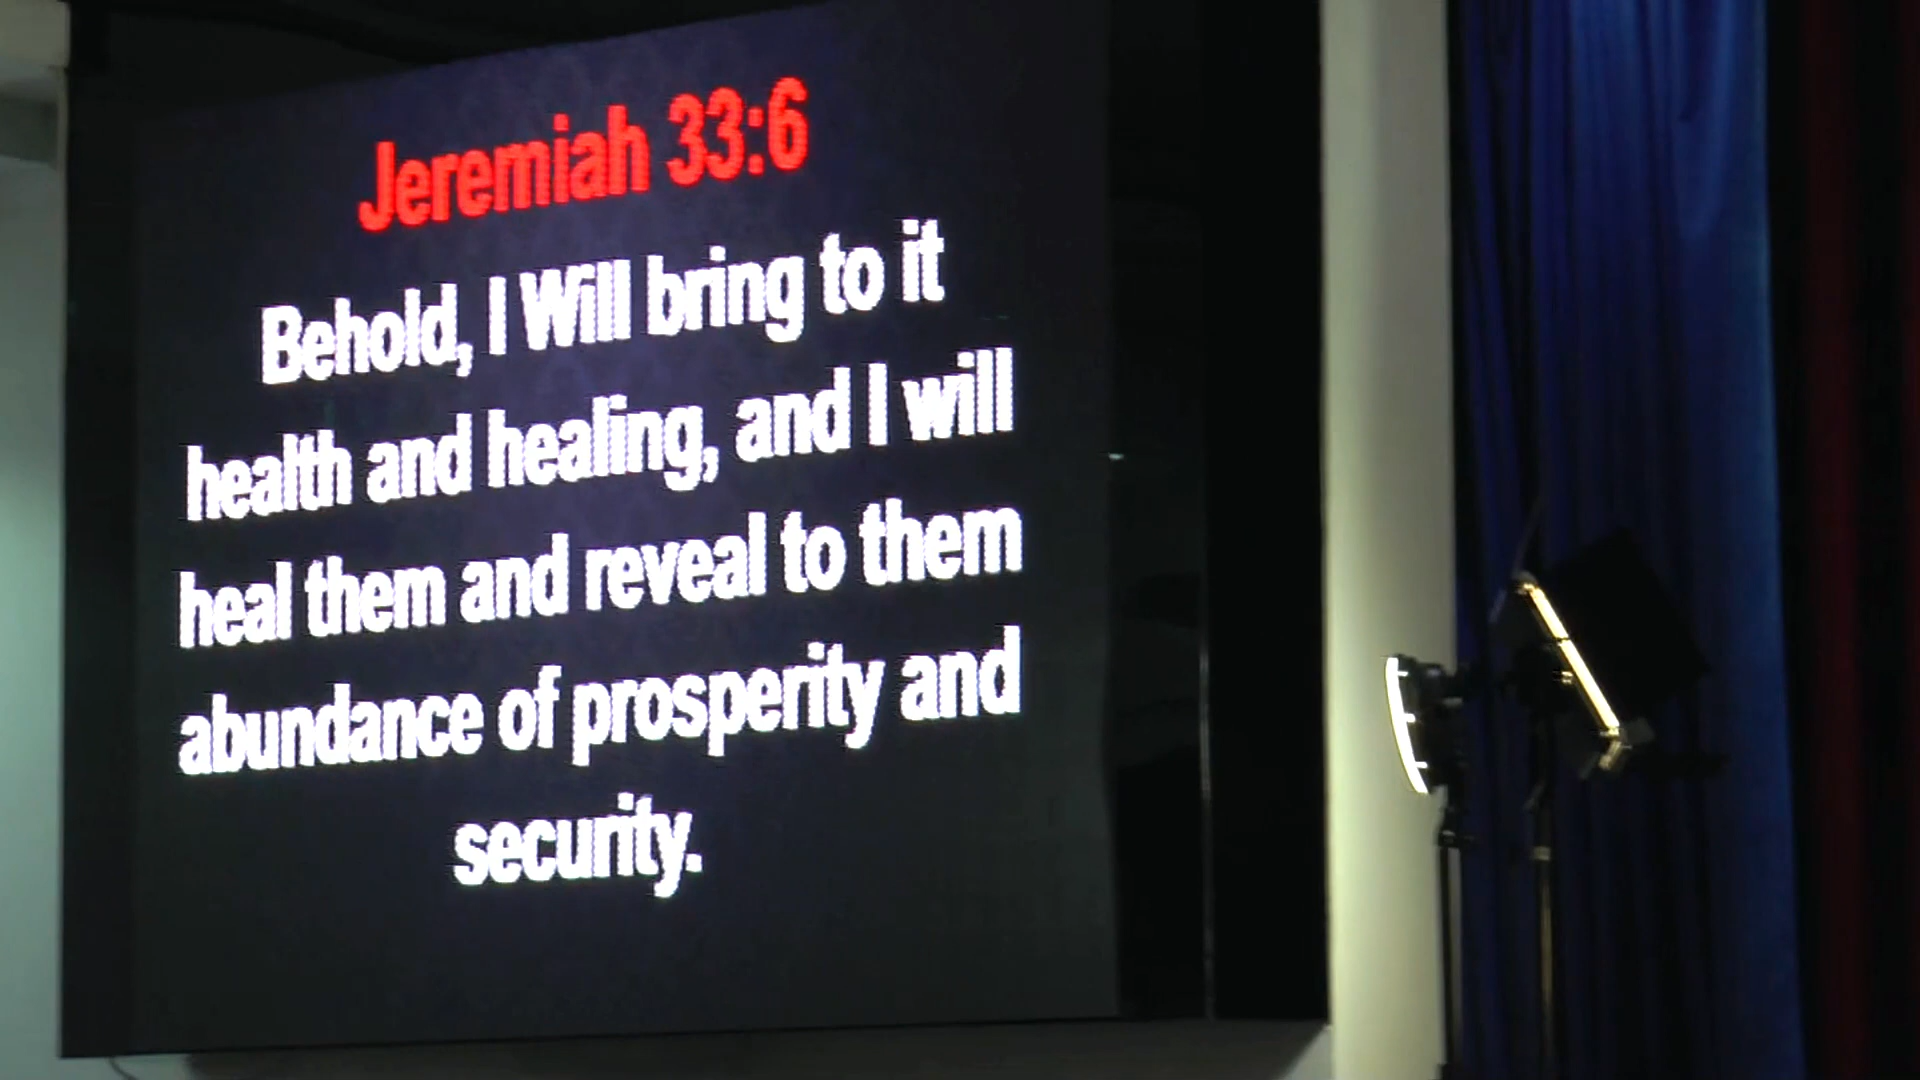 Jeremiah 33:6
Behold, I Will bring to it
health and healing, and I will
heal them and reveal to them
abundance of prosperity and
security.